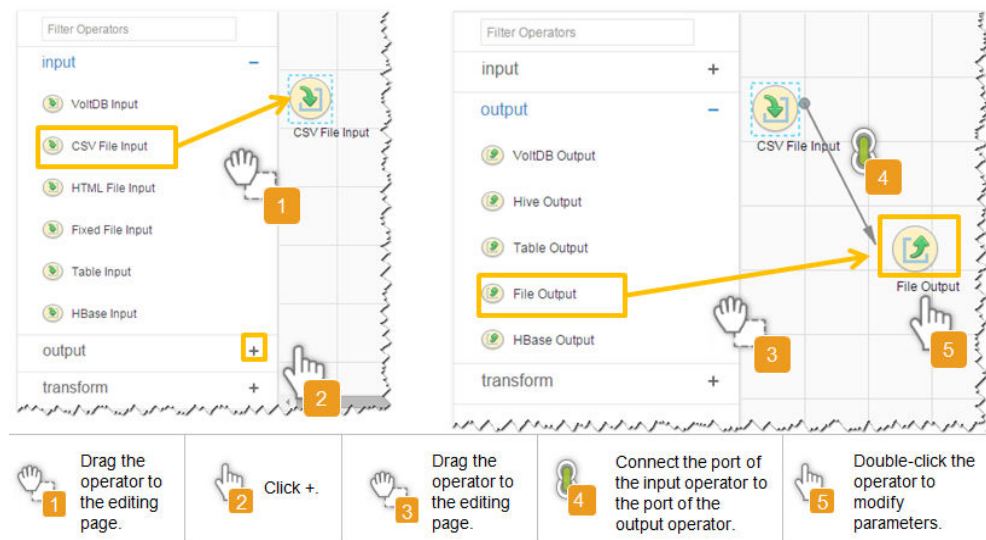 Filter Operators
input −
VoltDB Input
CSV File Input
HTML File Input
Fixed File Input
Table Input
HBase Input
output +
transform +
CSV File Input
1
2
Filter Operators
input +
output −
VoltDB Output
Hive Output
Table Output
File Output
HBase Output
transform +
CSV File Input
4
File Output
3
5
1
Drag the
operator to
the editing
page.
2
Click +.
3
Drag the
operator to
the editing
page.
4
Connect the port of
the input operator to
the port of the
output operator.
5
Double-click the
operator to
modify
parameters.